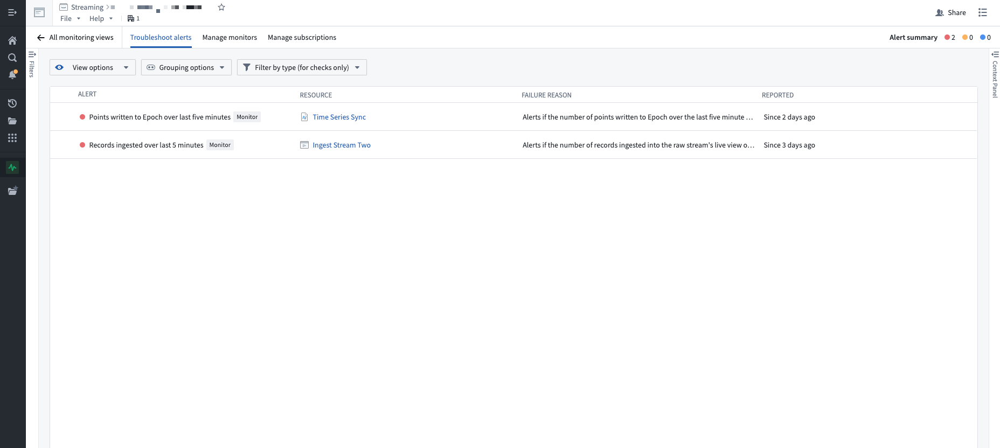 Streaming
File Help 1
Share
All monitoring views Troubleshoot alerts Manage monitors Manage subscriptions Alert summary 2 0 0
Filters
Context Panel
View options Grouping options Filter by type (for checks only)
ALERT RESOURCE FAILURE REASON REPORTED
Points written to Epoch over last five minutes Monitor Time Series Sync Alerts if the number of points written to Epoch over the last five minute ... Since 2 days ago
Records ingested over last 5 minutes Monitor Ingest Stream Two Alerts if the number of records ingested into the raw stream's live view o... Since 3 days ago